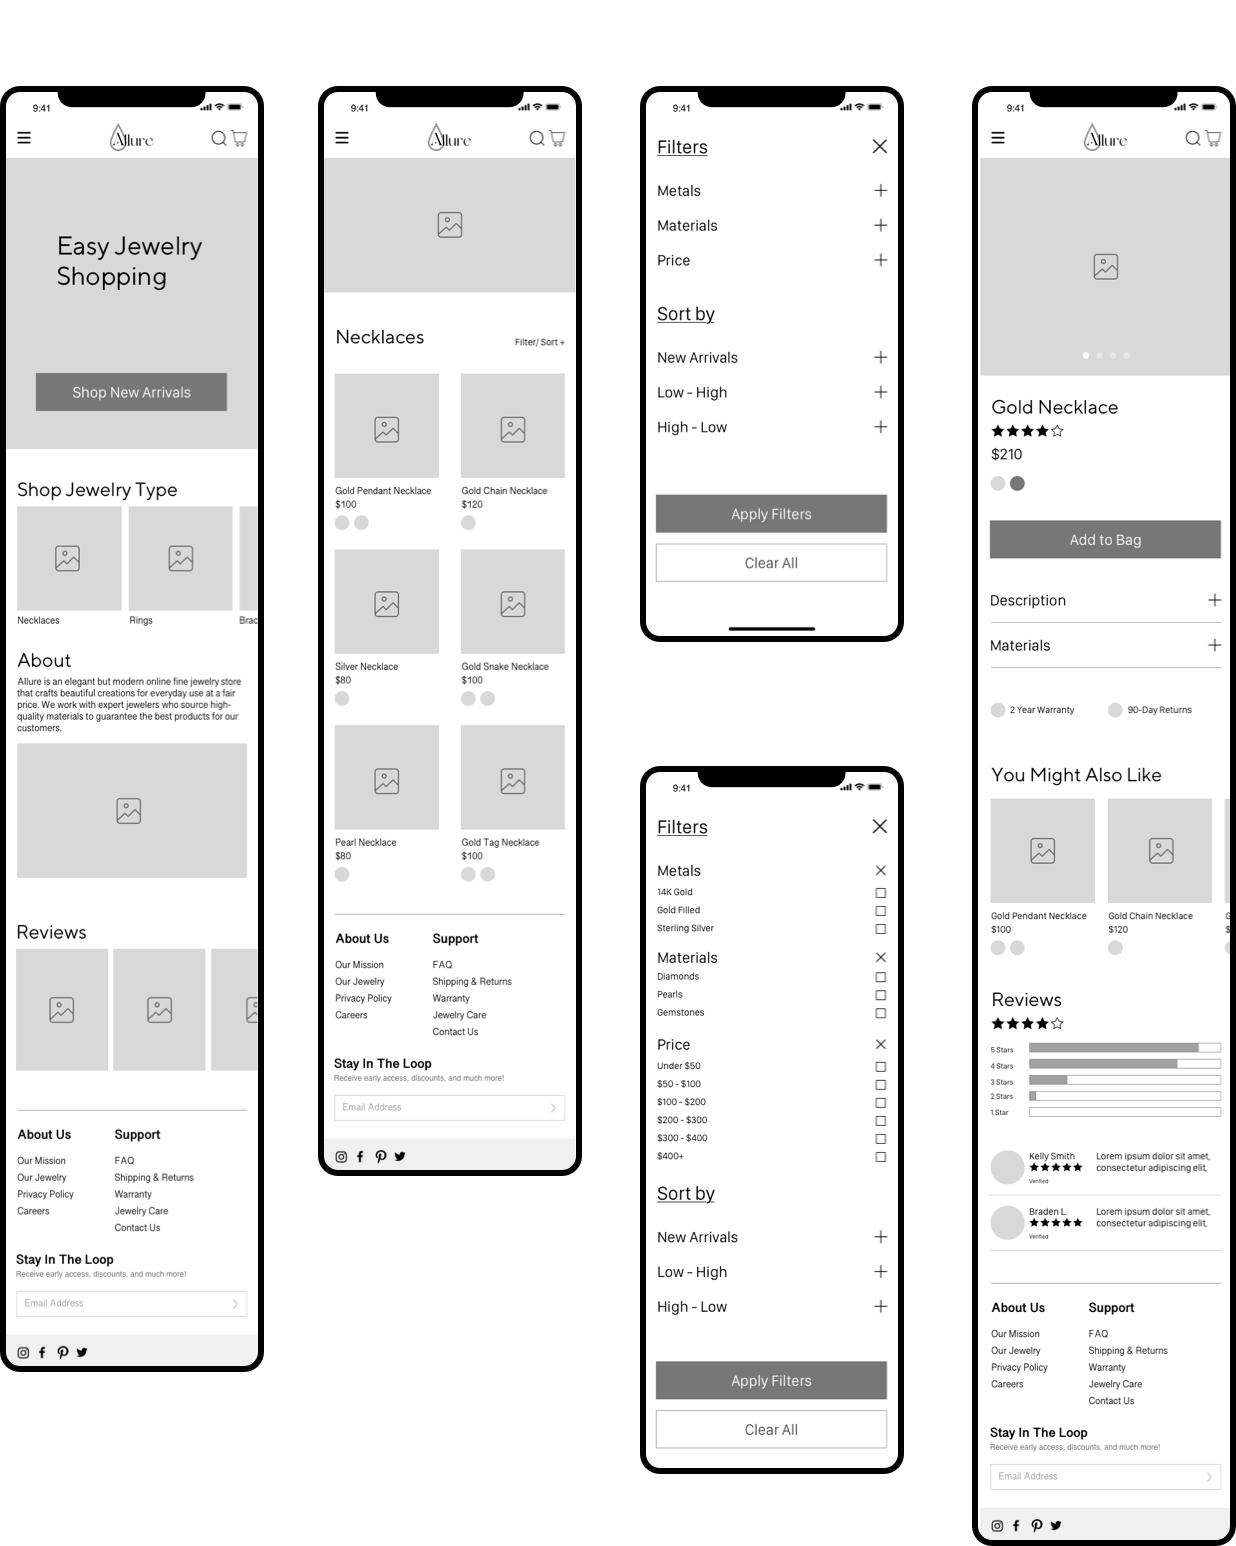 9:41
Allure
Easy Jewelry
Shopping
Shop New Arrivals
Shop Jewelry Type
Necklaces
Rings
Brac
About
Allure is an elegant but modern online fine jewelry store
that crafts beautiful creations for everyday use at a fair
price. We work with expert jewelers who source high-
quality materials to guarantee the best products for our
customers.
Reviews
About Us
Support
Our Mission
FAQ
Our Jewelry
Shipping & Returns
Privacy Policy
Warranty
Careers
Jewelry Care
Contact Us
Stay In The Loop
Receive early access, discounts, and much more!
Email Address
9:41
Allure
Necklaces
Filter/ Sort +
Gold Pendant Necklace
$100
Gold Chain Necklace
$120
Silver Necklace
$80
Gold Snake Necklace
$100
Pearl Necklace
$80
Gold Tag Necklace
$100
About Us
Support
Our Mission
FAQ
Our Jewelry
Shipping & Returns
Privacy Policy
Warranty
Careers
Jewelry Care
Contact Us
Stay In The Loop
Receive early access, discounts, and much more!
Email Address
9:41
Filters
Metals
Materials
Price
Sort by
New Arrivals
Low - High
High - Low
Apply Filters
Clear All
9:41
Filters
Metals
14K Gold
Gold Filled
Sterling Silver
Materials
Diamonds
Pearls
Gemstones
Price
Under $50
$50 - $100
$100 - $200
$200 - $300
$300 - $400
$400+
Sort by
New Arrivals
Low - High
High - Low
Apply Filters
Clear All
9:41
Allure
Gold Necklace
$210
Add to Bag
Description
Materials
2 Year Warranty
90-Day Returns
You Might Also Like
Gold Pendant Necklace
$100
Gold Chain Necklace
$120
G
$
Reviews
5 Stars
4 Stars
3 Stars
2 Stars
1 Star
Kelly Smith
Verified
Lorem ipsum dolor sit amet,
consectetur adipiscing elit,
Braden L.
Verified
Lorem ipsum dolor sit amet,
consectetur adipiscing elit,
About Us
Support
Our Mission
FAQ
Our Jewelry
Shipping & Returns
Privacy Policy
Warranty
Careers
Jewelry Care
Contact Us
Stay In The Loop
Receive early access, discounts, and much more!
Email Address